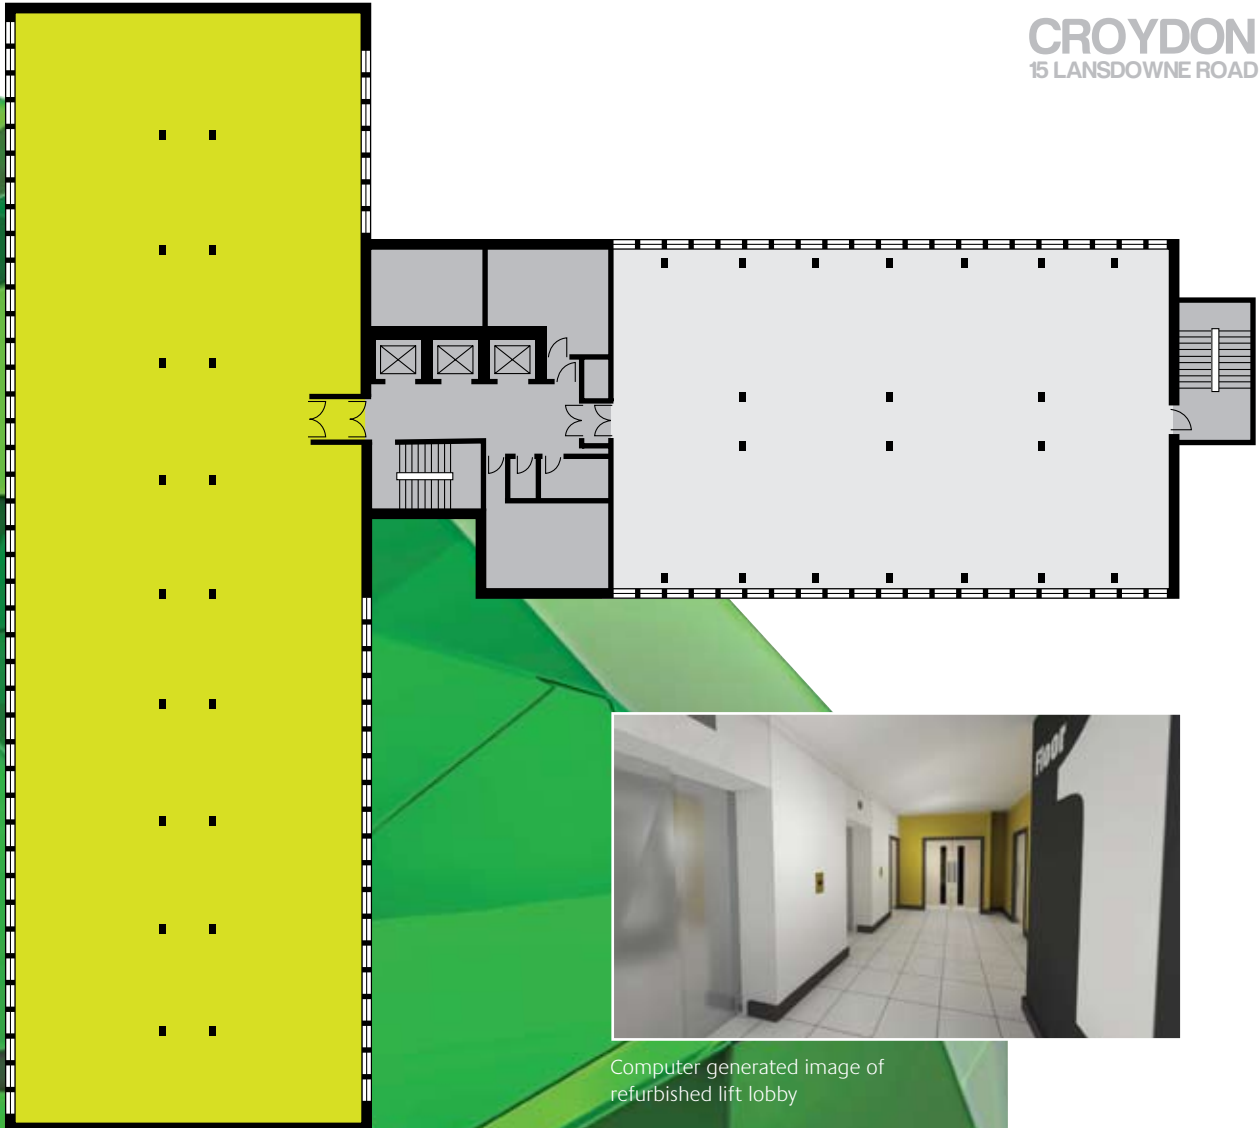 CROYDON
15 LANSDOWNE ROAD
Floor
1
Computer generated image of
refurbished lift lobby